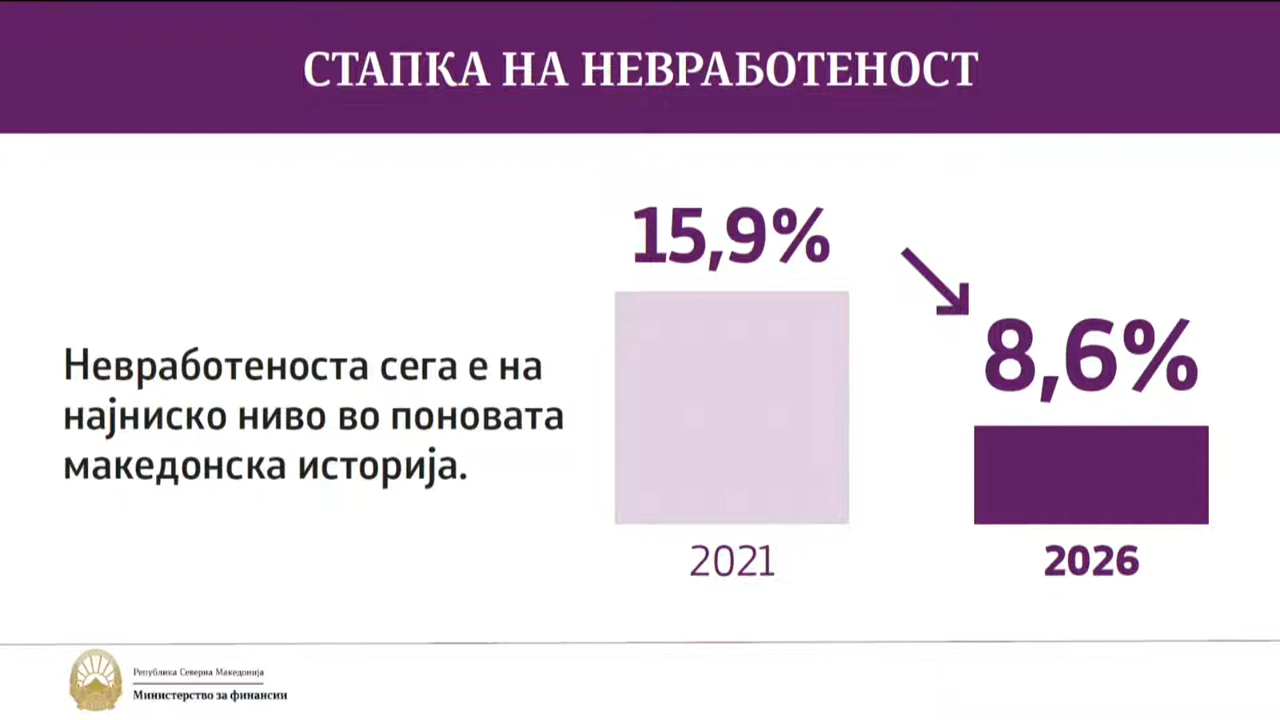 СТАПКА НА НЕВРАБОТЕНОСТ
Невработеноста сега е на
најниско ниво во поновата
македонска историја.
15,9%
8,6%
2021
2026
Република Северна Македонија
Министерство за финансии